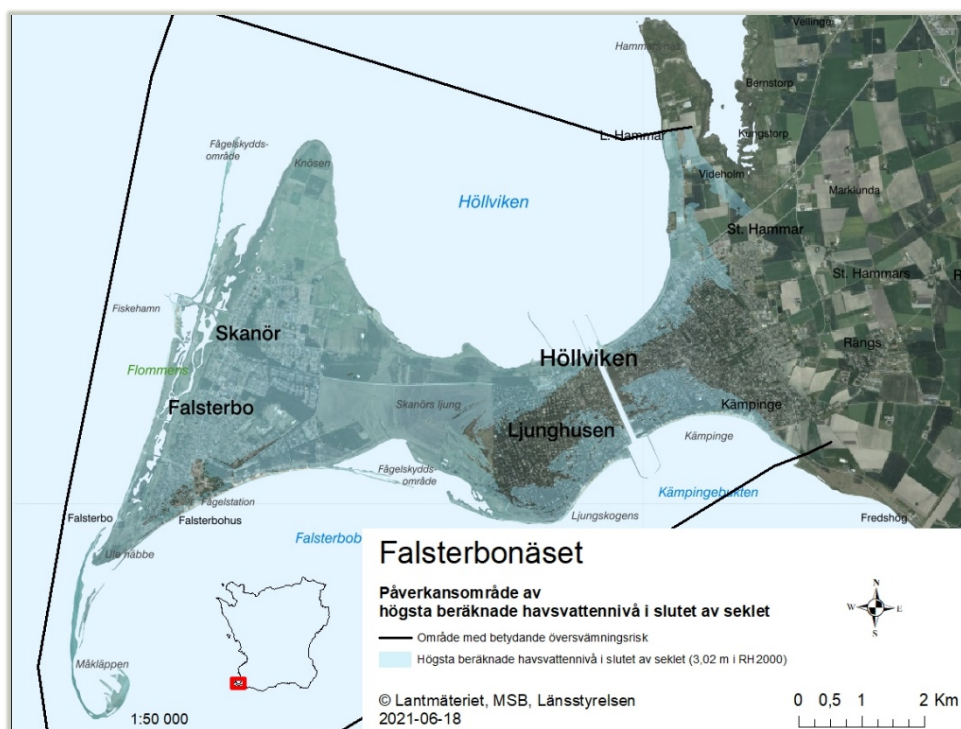 Vellinge
Hammarsnäs
Bernstorp
L. Hammar
Kungstorp
Fågelskydds-
område
Knösen
Videholm
Marklunda
Höllviken
St. Hammar
St. Hammars
R
Fiskehamn
Skanör
Höllviken
Rängs
Flommens
Falsterbo
Skanörs ljung
Kämpinge
Ljunghusen
Kämpinge
Fågelskydds-
område
Fågelstation
Kämpingebukten
Falsterbo
Falsterbohus
Ljungskogens
Fredshög
Falsterbob
Ule näbbe
Måkläppen
1:50 000
Falsterbonäset
Påverkansområde av
högsta beräknade havsvattennivå i slutet av seklet
Område med betydande översvämningsrisk
Högsta beräknade havsvattennivå i slutet av seklet (3,02 m i RH2000)
N
W E
S
© Lantmäteriet, MSB, Länsstyrelsen
2021-06-18
0 0,5 1 2 Km